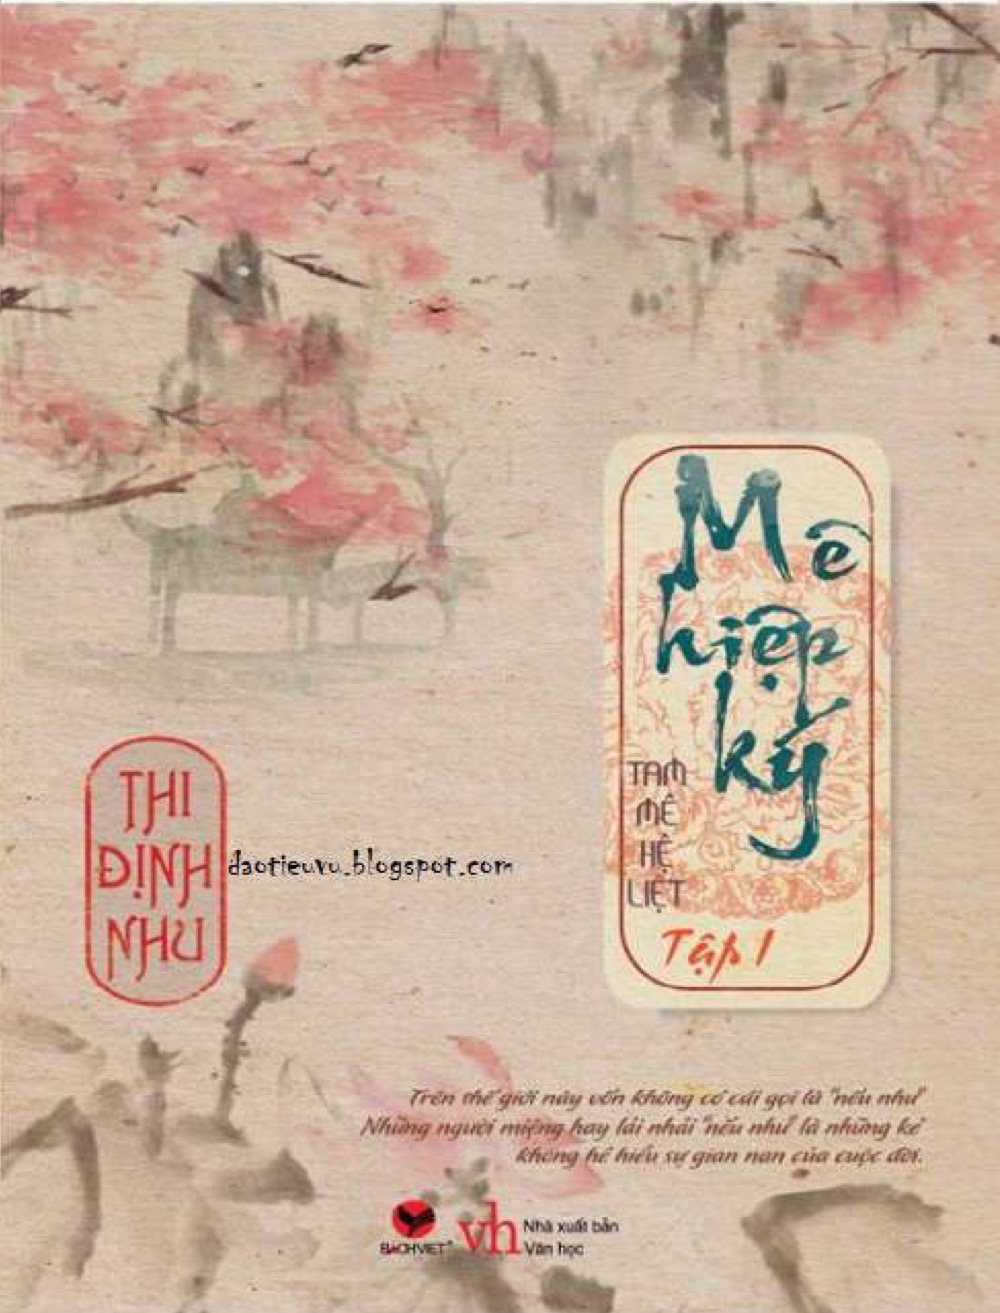 Mê
hiệp
ký
TAM
MÊ
HỆ
LIỆT
Tập 1
THI
ĐỊNH
NHU
daotieuvu.blogspot.com
Trên thế giới này vốn không có cái gọi là "nếu như"
Những người miệng hay lải nhải "nếu như" là những kẻ
không hề hiểu sự gian nan của cuộc đời.
BÁCHVIỆT
vh
Nhà xuất bản
Văn học